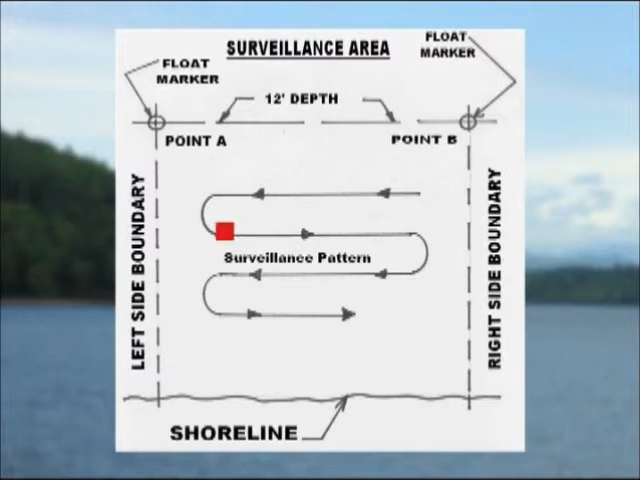 SURVEILLANCE AREA
FLOAT
MARKER
FLOAT
MARKER
12' DEPTH
POINT A
POINT B
LEFT SIDE BOUNDARY
RIGHT SIDE BOUNDARY
Surveillance Pattern
SHORELINE